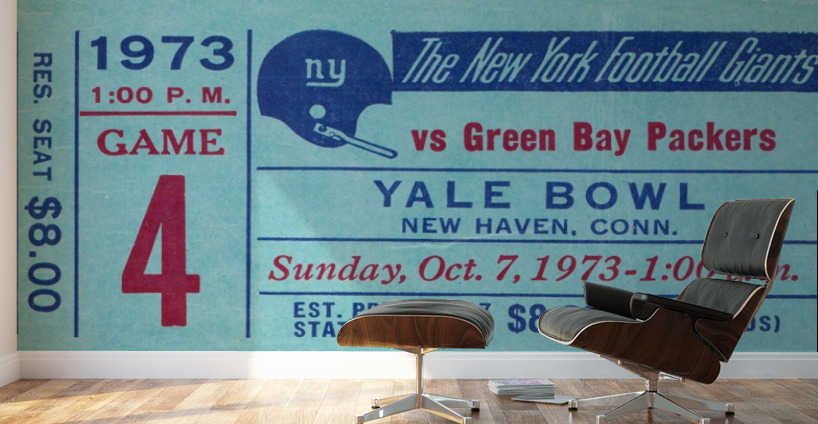 RES. SEAT $8.00
1973
1:00 P. M.
GAME
4
ny
The New York Football Giants
vs Green Bay Packers
YALE BOWL
NEW HAVEN, CONN.
Sunday, Oct. 7, 1973-1:00
EST.